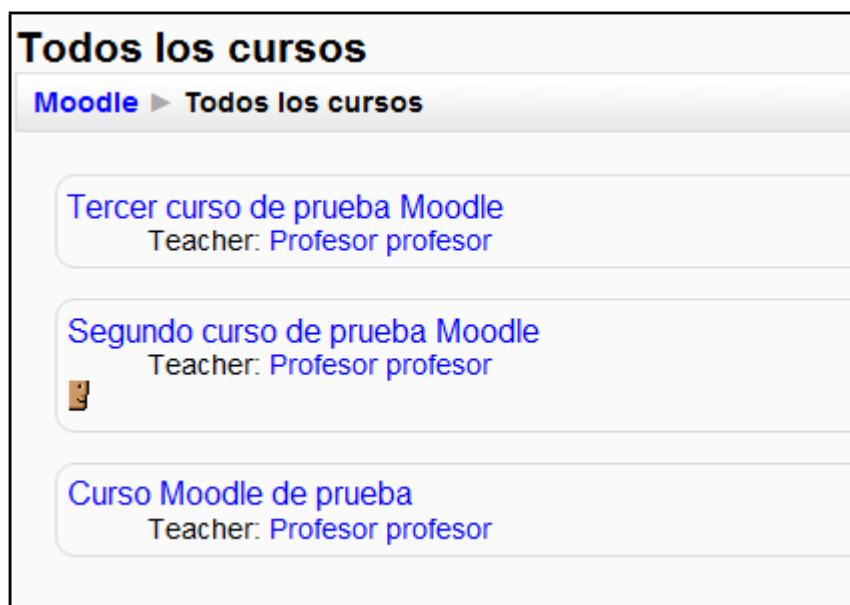 Todos los cursos
Moodle ► Todos los cursos
Tercer curso de prueba Moodle
Teacher: Profesor profesor
Segundo curso de prueba Moodle
Teacher: Profesor profesor
Curso Moodle de prueba
Teacher: Profesor profesor